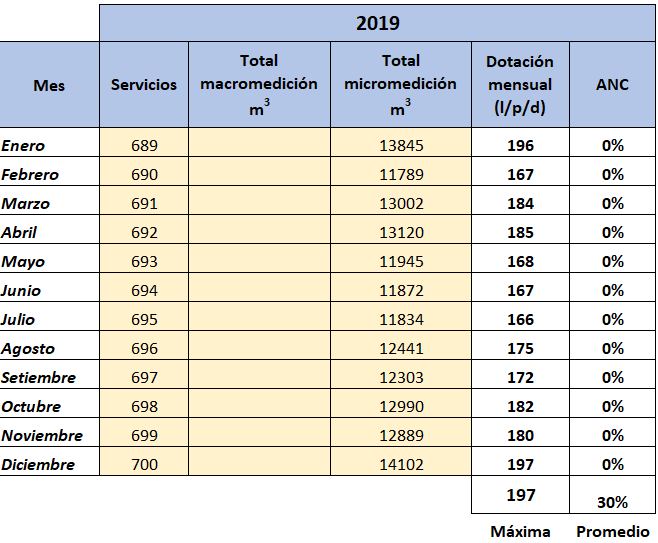 2019
Mes Servicios Total macromedición m³ Total micromedición m³ Dotación mensual (l/p/d) ANC
Enero 689 13845 196 0%
Febrero 690 11789 167 0%
Marzo 691 13002 184 0%
Abril 692 13120 185 0%
Mayo 693 11945 168 0%
Junio 694 11872 167 0%
Julio 695 11834 166 0%
Agosto 696 12441 175 0%
Setiembre 697 12303 172 0%
Octubre 698 12990 182 0%
Noviembre 699 12889 180 0%
Diciembre 700 14102 197 0%
197 30%
Máxima Promedio